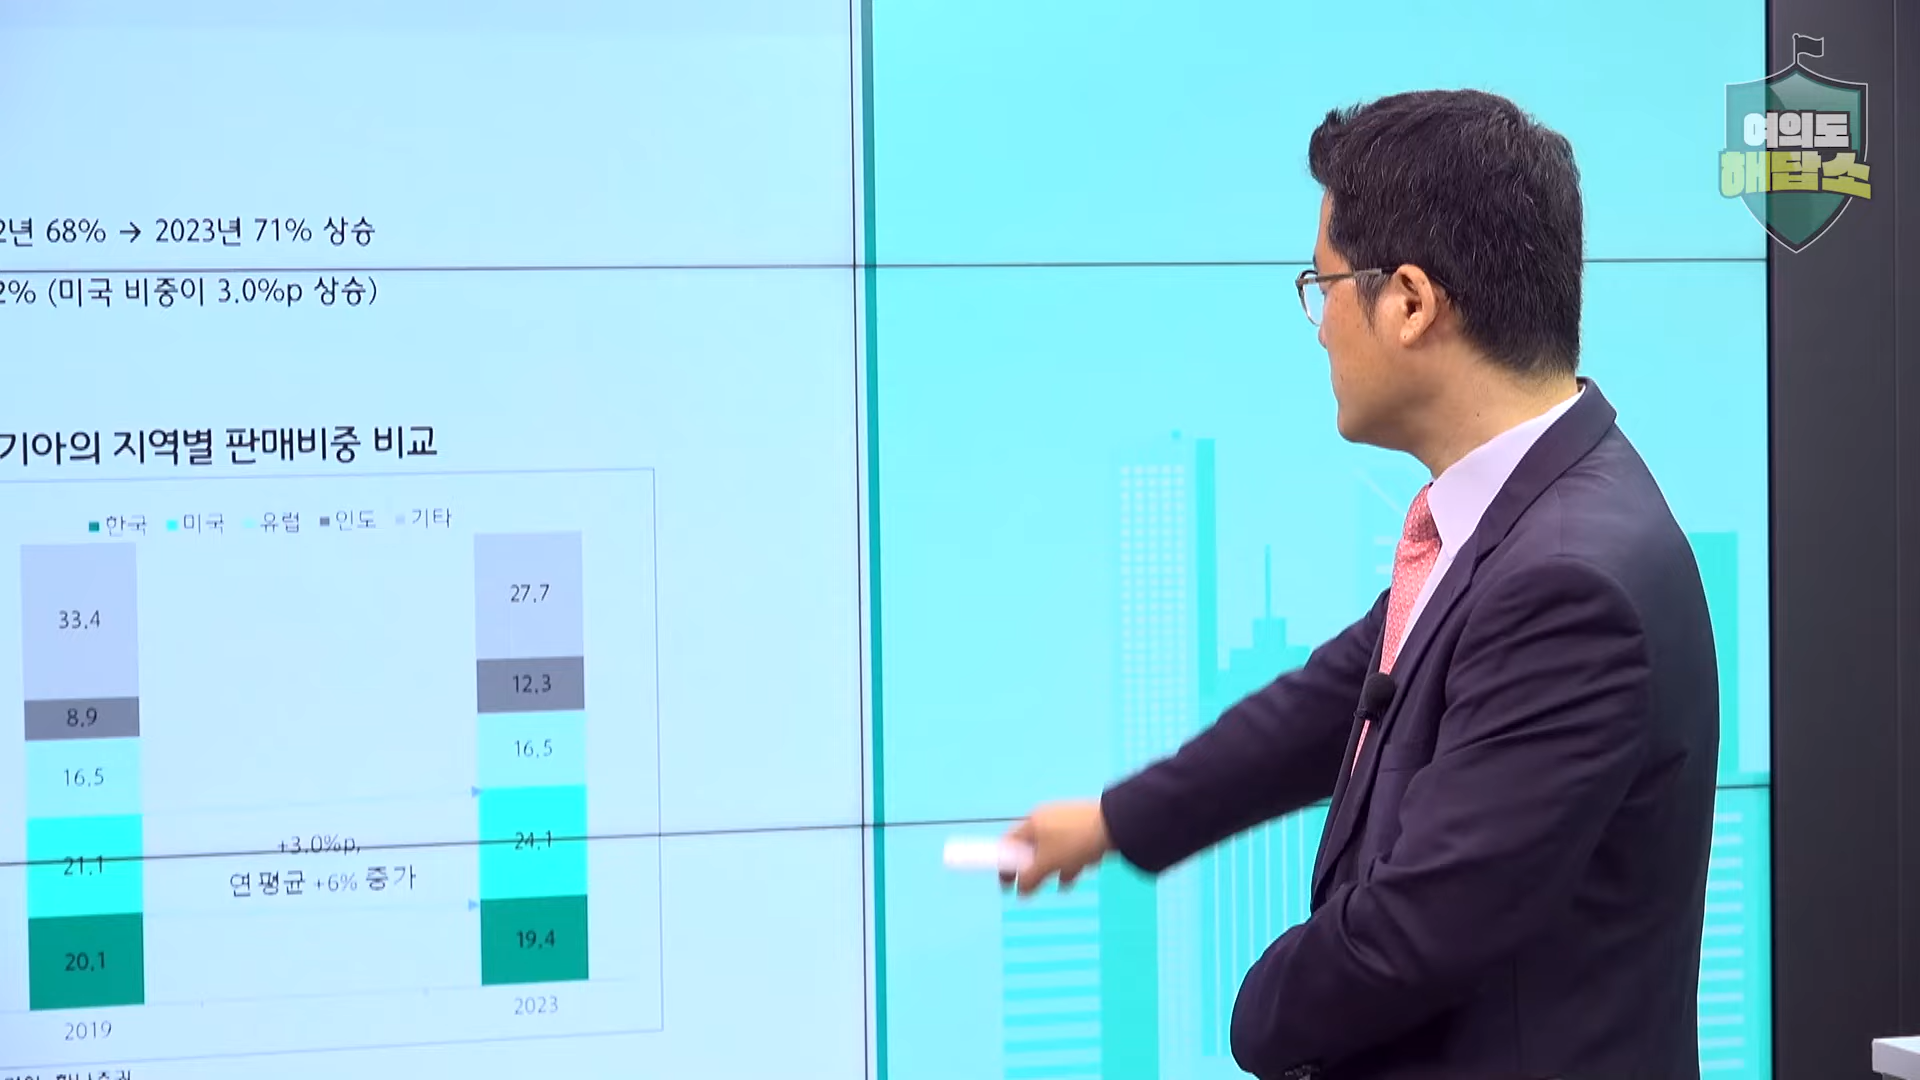 여의도
해답소
2년 68% → 2023년 71% 상승
2% (미국 비중이 3.0%p 상승)
기아의 지역별 판매비중 비교
한국 미국 유럽 인도 기타
33.4
8.9
16.5
21.1
20.1
2019
+3.0%p,
연평균 +6% 증가
27.7
12.3
16.5
24.1
19.4
2023